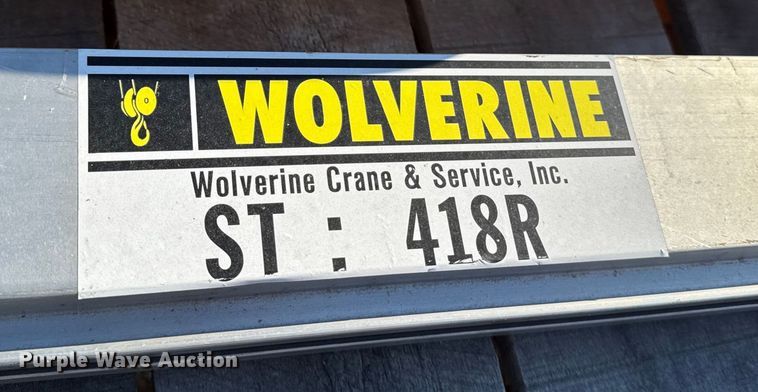 WOLVERINE
Wolverine Crane & Service, Inc.
ST : 418R
Purple Wave Auction